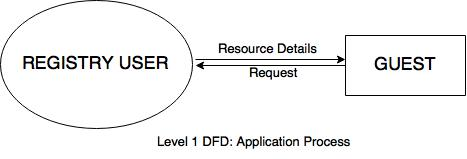 Resource Details
REGISTRY USER
GUEST
Request
Level 1 DFD: Application Process